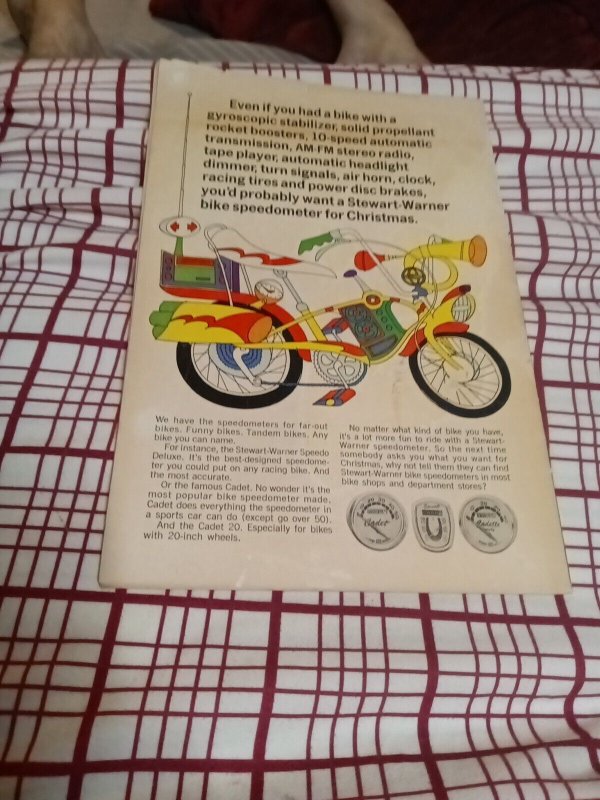 Even if you had a bike with a
gyroscopic stabilizer, solid propellant
rocket boosters, 10-speed automatic
transmission, AM-FM stereo radio,
tape player, automatic headlight
dimmer, turn signals, air horn, clock,
racing tires and power disc brakes,
you'd probably want a Stewart-Warner
bike speedometer for Christmas.
We have the speedometers for far-out
bikes. Funny bikes. Tandem bikes. Any
bike you can name.
For instance, the Stewart-Warner Speedo
Deluxe. It's the best-designed speedome-
ter you could put on any racing bike. And
the most accurate.
Or the famous Cadet. No wonder it's the
most popular bike speedometer made.
Cadet does everything the speedometer in
a sports car can do (except go over 50).
And the Cadet 20. Especially for bikes
with 20-inch wheels.
No matter what kind of bike you have,
it's a lot more fun to ride with a Stewart-
Warner speedometer. So the next time
somebody asks you what you want for
Christmas, why not tell them they can find
Stewart-Warner bike speedometers in most
bike shops and department stores?
Cadet